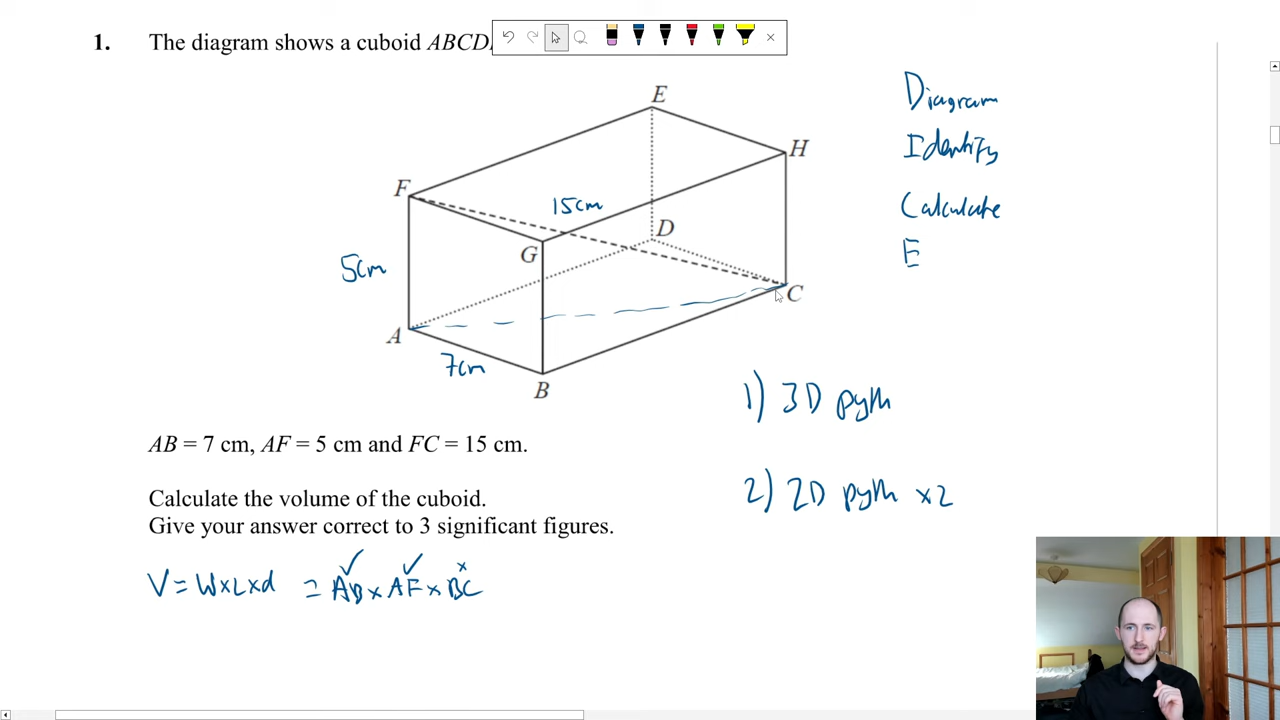 1. The diagram shows a cuboid ABCD
E
H
F
15cm
D
G
5cm
C
A
7cm
B
Diagram
Identify
Calculate
E
1) 3D pyth
2) 2D pyth x2
AB = 7 cm, AF = 5 cm and FC = 15 cm.
Calculate the volume of the cuboid.
Give your answer correct to 3 significant figures.
V = W x L x d = AB x AF x BC